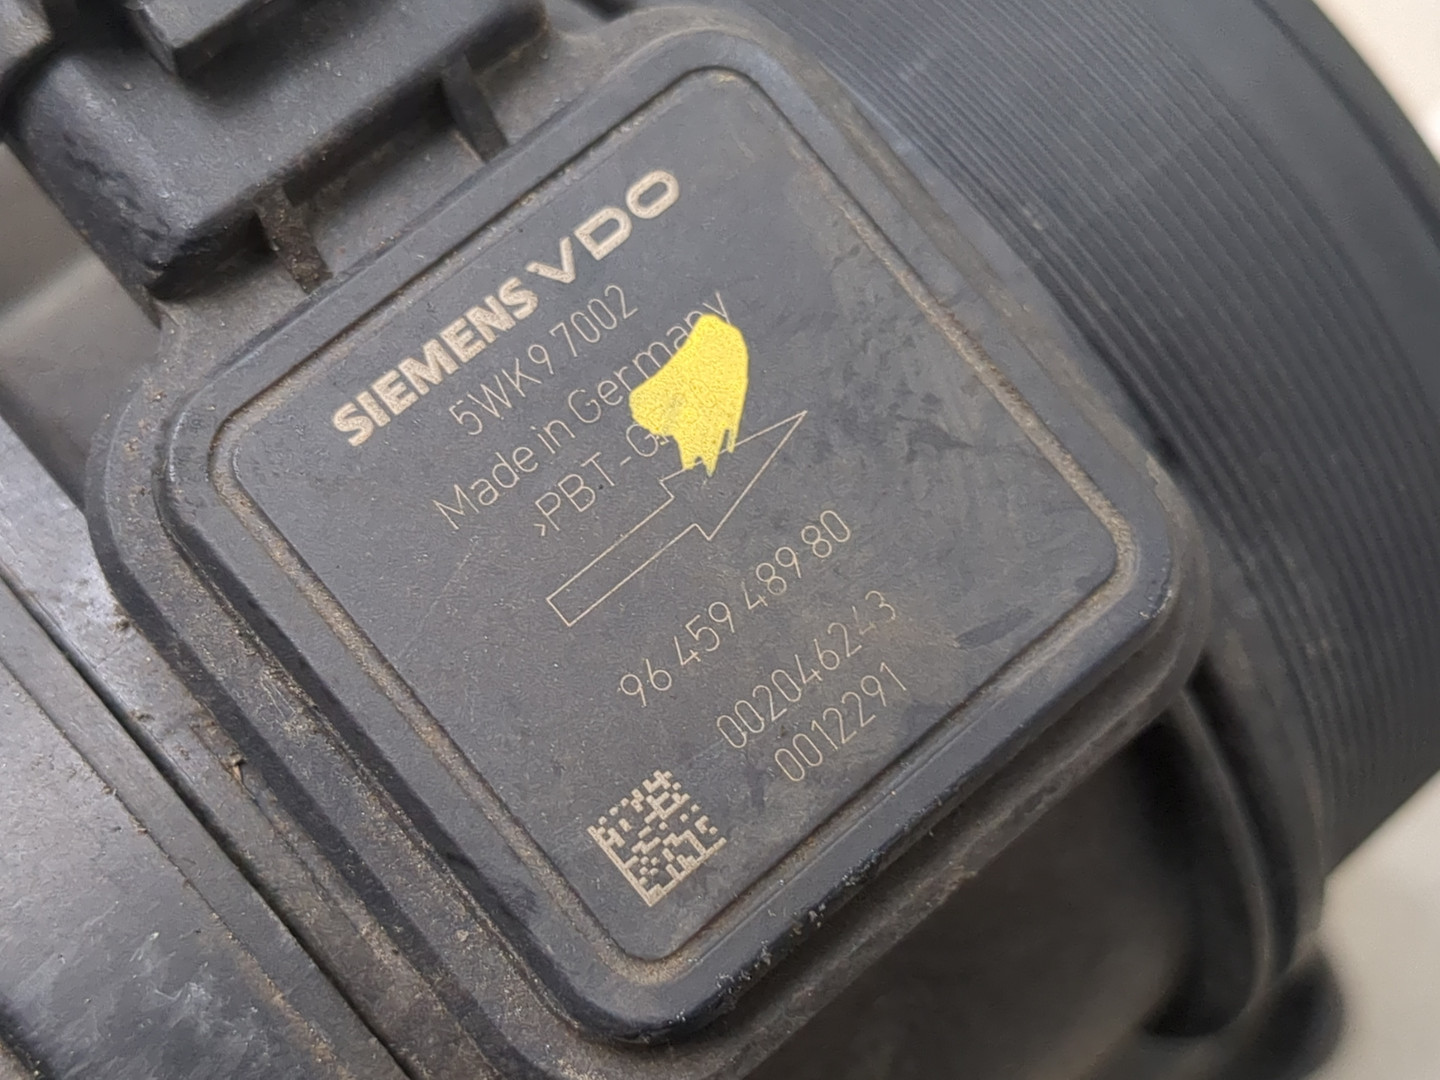 SIEMENS VDO
5WK9 7002
Made in Germany
>PBT-G
96 459 489 80
002046243
0012291